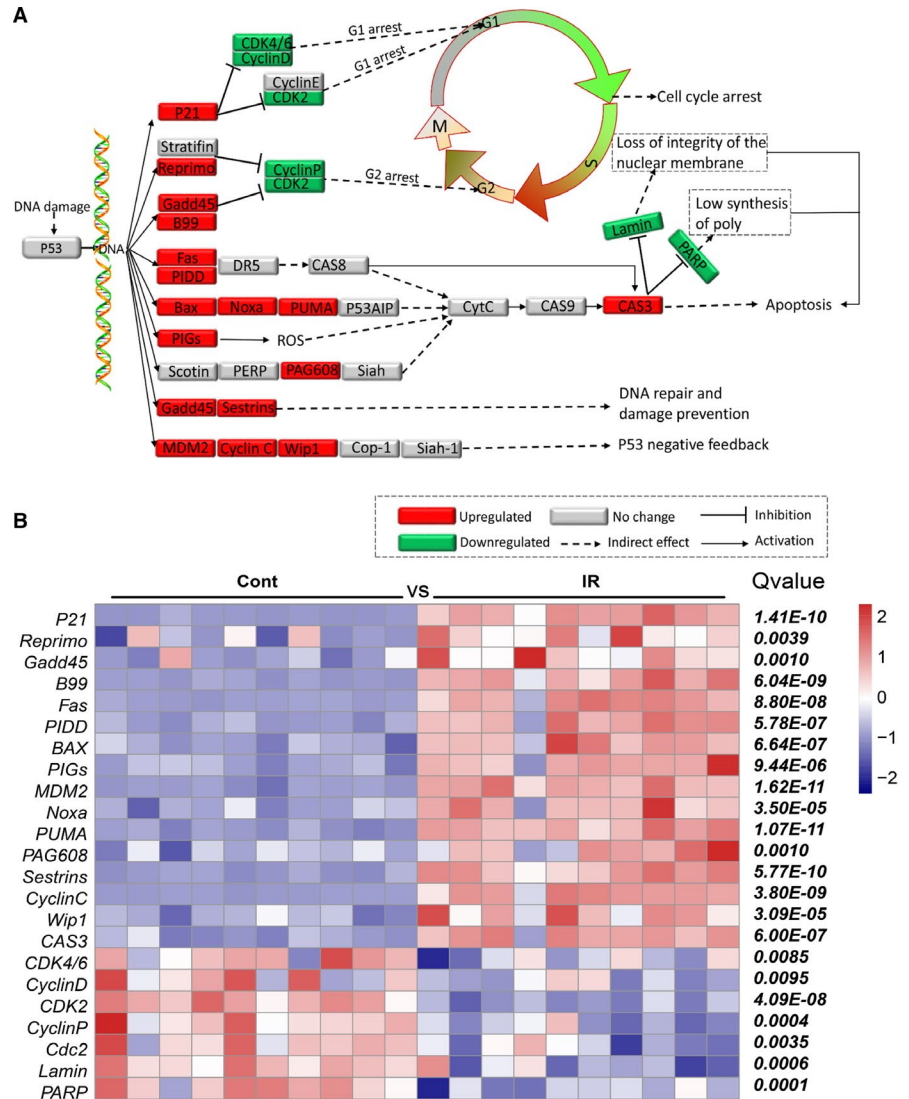 A
CDK4/6
CyclinD
G1 arrest
G1 arrest
G1
CyclinE
CDK2
P21
M
S
G2
Cell cycle arrest
Stratifin
Reprimo
CyclinP
CDK2
G2 arrest
Loss of integrity of the
nuclear membrane
Gadd45
B99
Low synthesis
of poly
DNA damage
P53
DNA
Lamin
PARP
Fas
PIDD
DR5
CAS8
Bax
Noxa
PUMA
P53AIP
CytC
CAS9
CAS3
Apoptosis
PIGs
ROS
Scotin
PERP
PAG608
Siah
Gadd45
Sestrins
DNA repair and
damage prevention
MDM2
Cyclin C
Wip1
Cop-1
Siah-1
P53 negative feedback
Upregulated
No change
Inhibition
Downregulated
Indirect effect
Activation
B
Cont
VS
IR
Qvalue
P21 1.41E-10
Reprimo 0.0039
Gadd45 0.0010
B99 6.04E-09
Fas 8.80E-08
PIDD 5.78E-07
BAX 6.64E-07
PIGs 9.44E-06
MDM2 1.62E-11
Noxa 3.50E-05
PUMA 1.07E-11
PAG608 0.0010
Sestrins 5.77E-10
CyclinC 3.80E-09
Wip1 3.09E-05
CAS3 6.00E-07
CDK4/6 0.0085
CyclinD 0.0095
CDK2 4.09E-08
CyclinP 0.0004
Cdc2 0.0035
Lamin 0.0006
PARP 0.0001
2
1
0
−1
−2